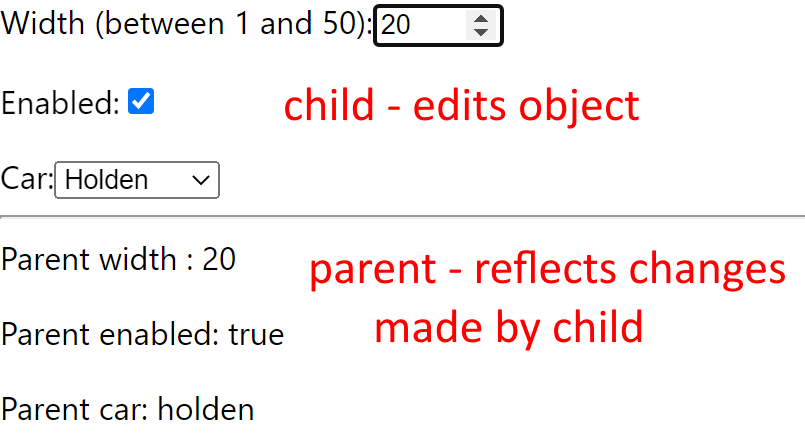 Width (between 1 and 50): 20
Enabled:
child - edits object
Car: Holden
Parent width : 20
parent - reflects changes
made by child
Parent enabled: true
Parent car: holden